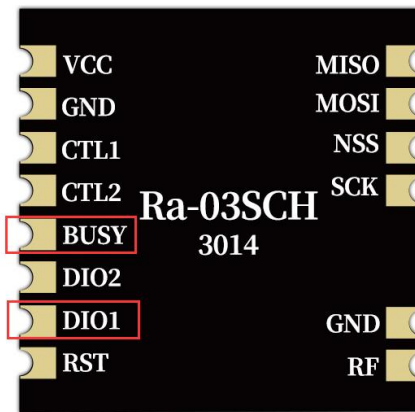 VCC
GND
CTL1
CTL2
BUSY
DIO2
DIO1
RST
Ra-03SCH
3014
MISO
MOSI
NSS
SCK
GND
RF